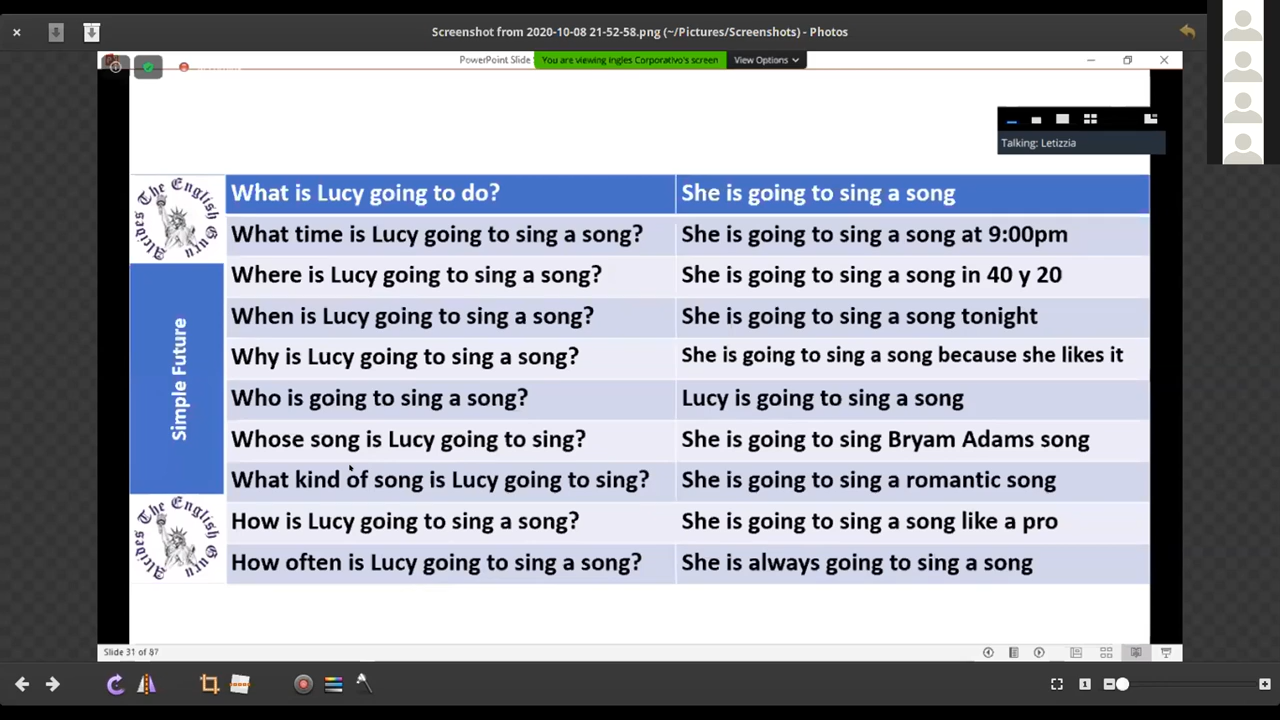 Screenshot from 2020-10-08 21-52-58.png (~/Pictures/Screenshots) - Photos
PowerPoint Slide
You are viewing Ingles Corporativo's screen
View Options
Talking: Letizzia
The English Guru Alcides
What is Lucy going to do? She is going to sing a song
What time is Lucy going to sing a song? She is going to sing a song at 9:00pm
Where is Lucy going to sing a song? She is going to sing a song in 40 y 20
When is Lucy going to sing a song? She is going to sing a song tonight
Why is Lucy going to sing a song? She is going to sing a song because she likes it
Simple Future
Who is going to sing a song? Lucy is going to sing a song
Whose song is Lucy going to sing? She is going to sing Bryam Adams song
What kind of song is Lucy going to sing? She is going to sing a romantic song
The English Guru Alcides
How is Lucy going to sing a song? She is going to sing a song like a pro
How often is Lucy going to sing a song? She is always going to sing a song
Slide 31 of 87